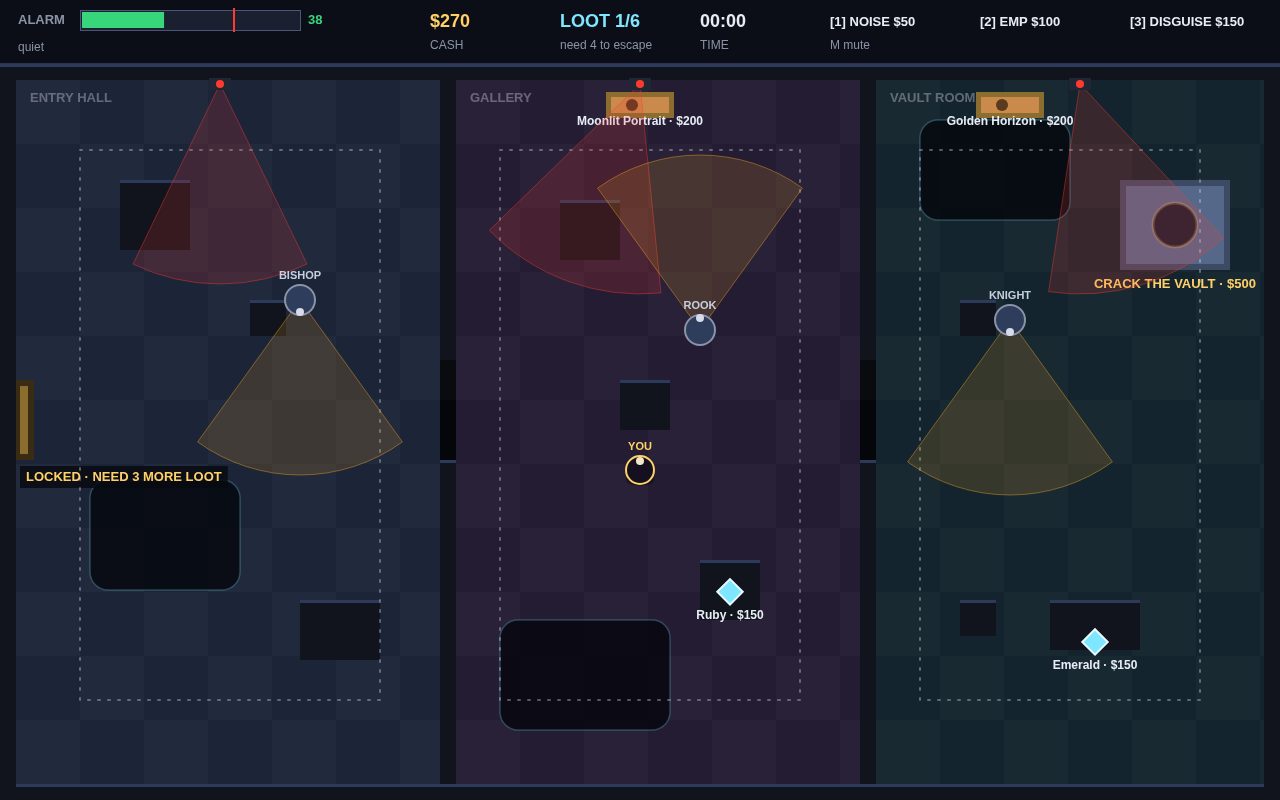 ALARM
38
quiet
$270
CASH
LOOT 1/6
need 4 to escape
00:00
TIME
[1] NOISE $50
[2] EMP $100
[3] DISGUISE $150
M mute
ENTRY HALL
GALLERY
VAULT ROOM
Moonlit Portrait · $200
Golden Horizon · $200
BISHOP
CRACK THE VAULT · $500
KNIGHT
ROOK
YOU
LOCKED · NEED 3 MORE LOOT
Ruby · $150
Emerald · $150